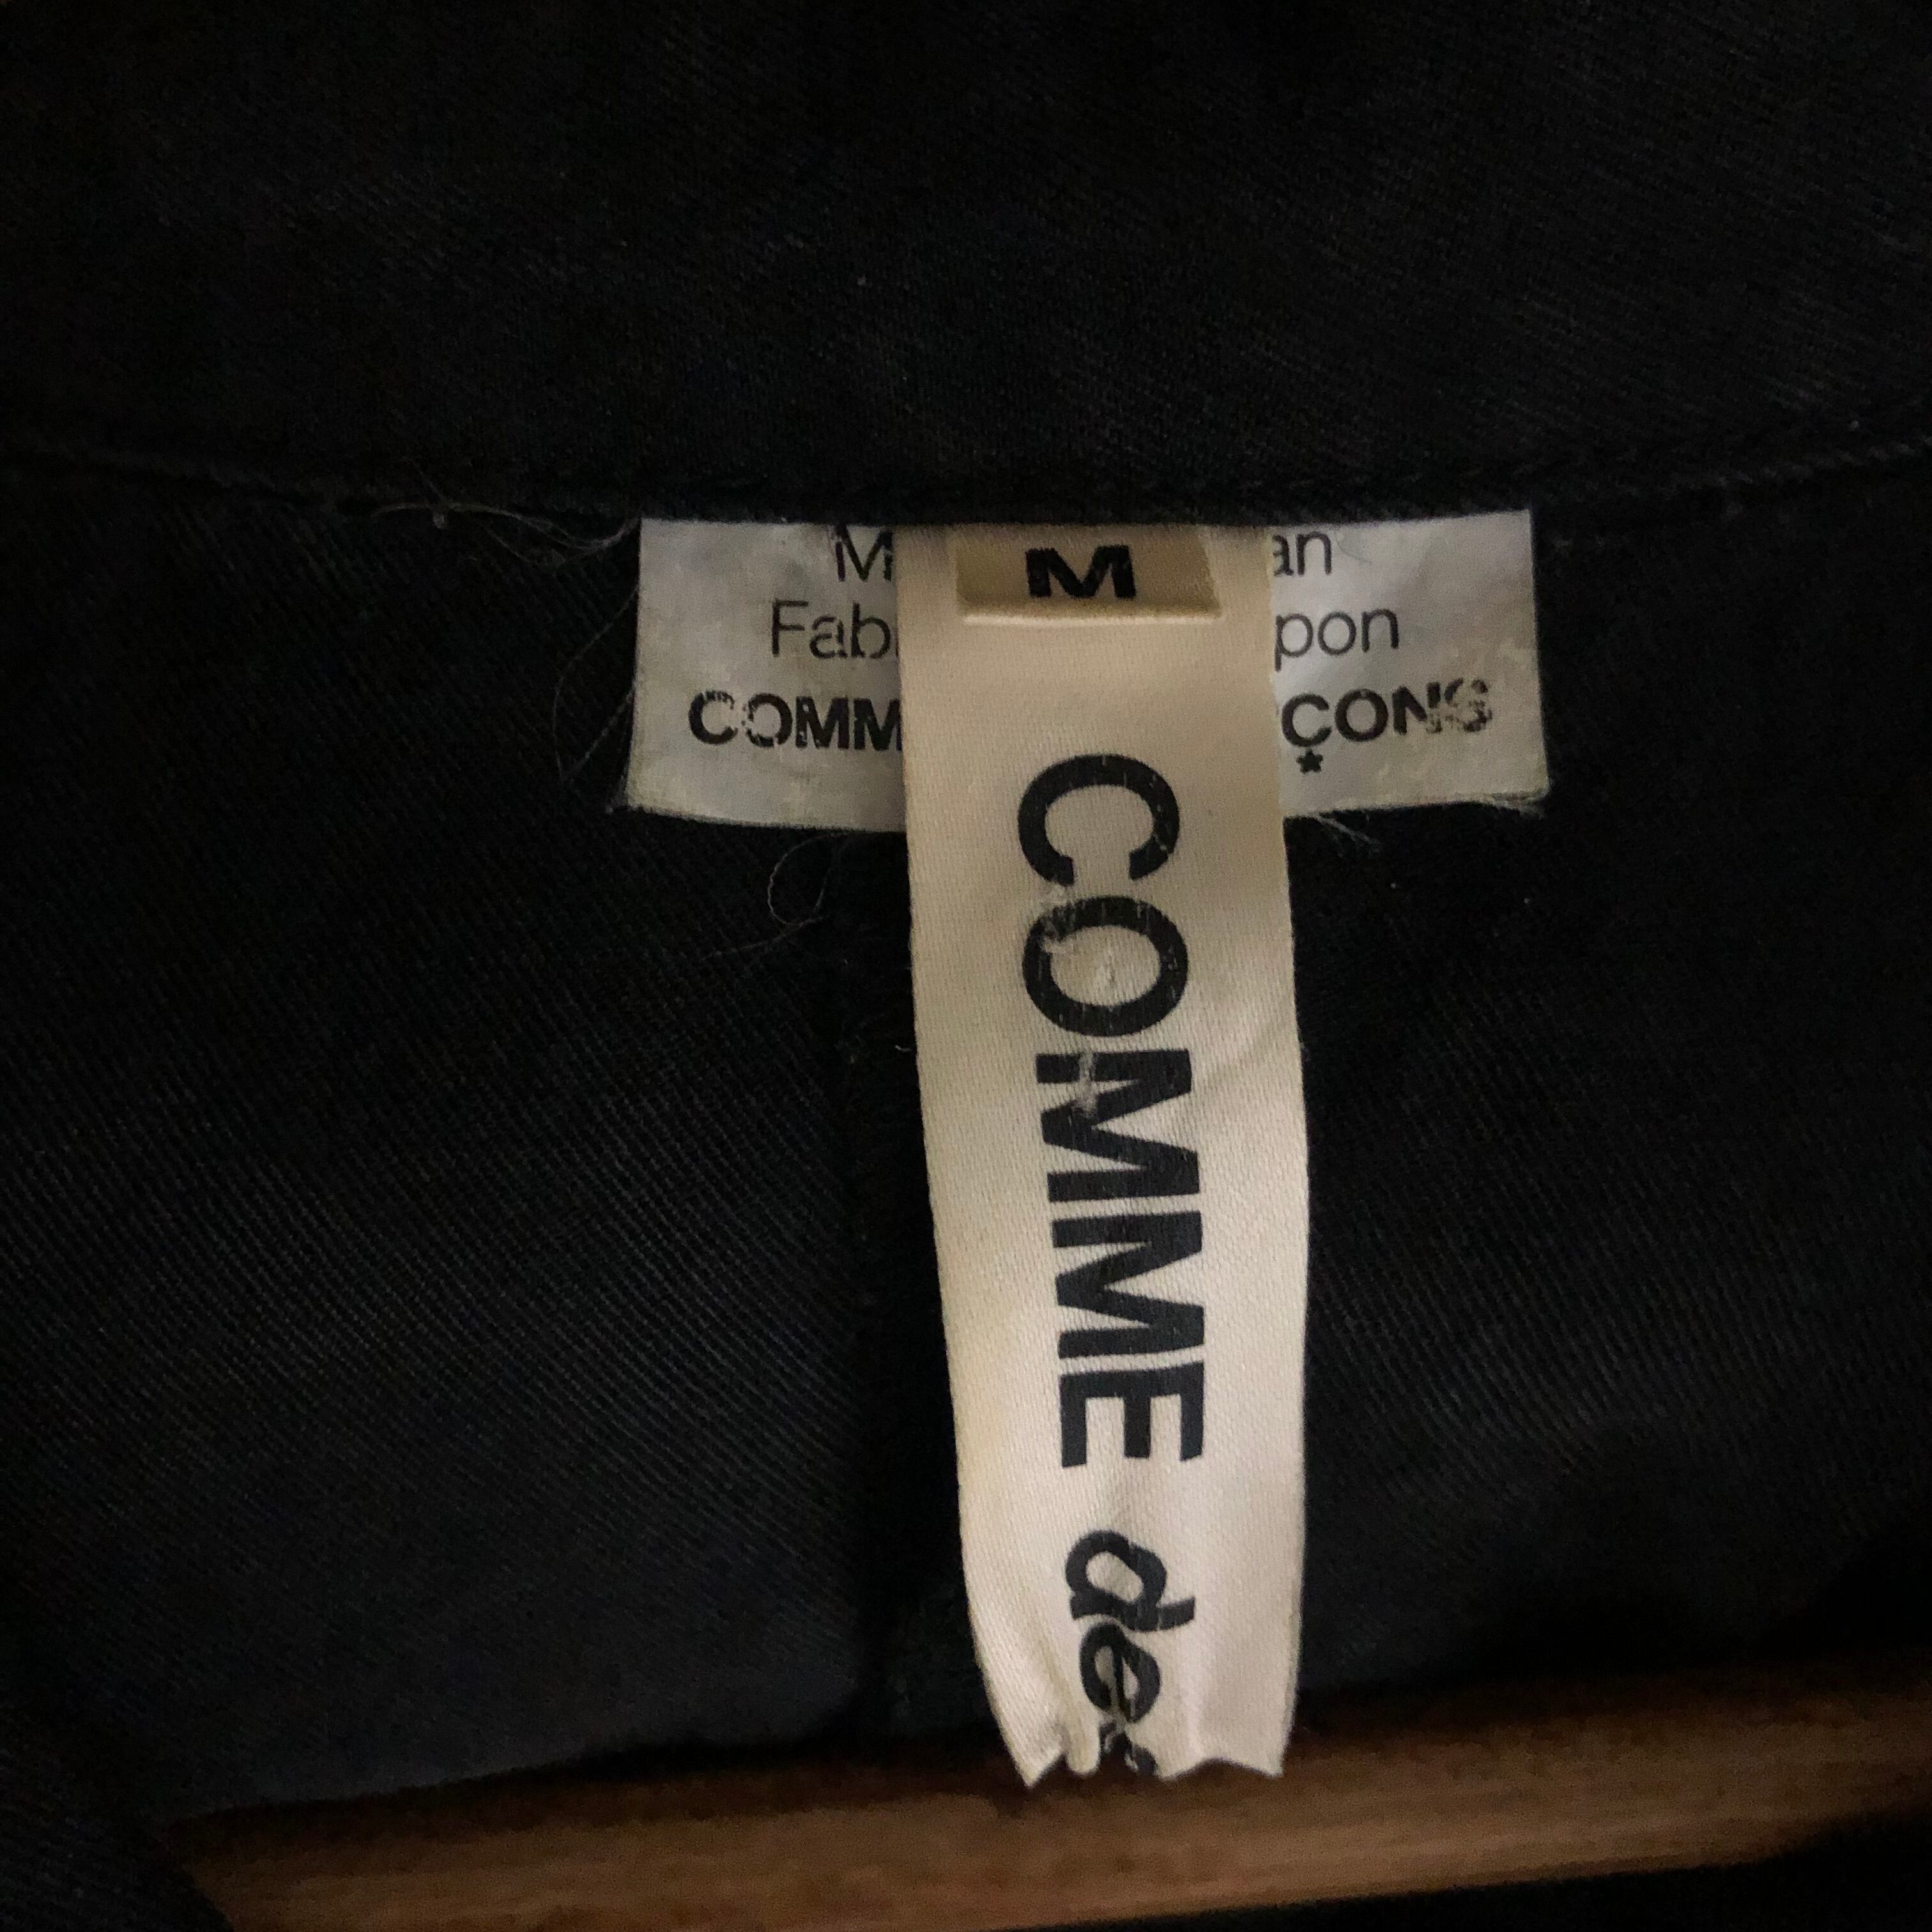 M
M an
Fab pon
COMM ÇONS
COMME de